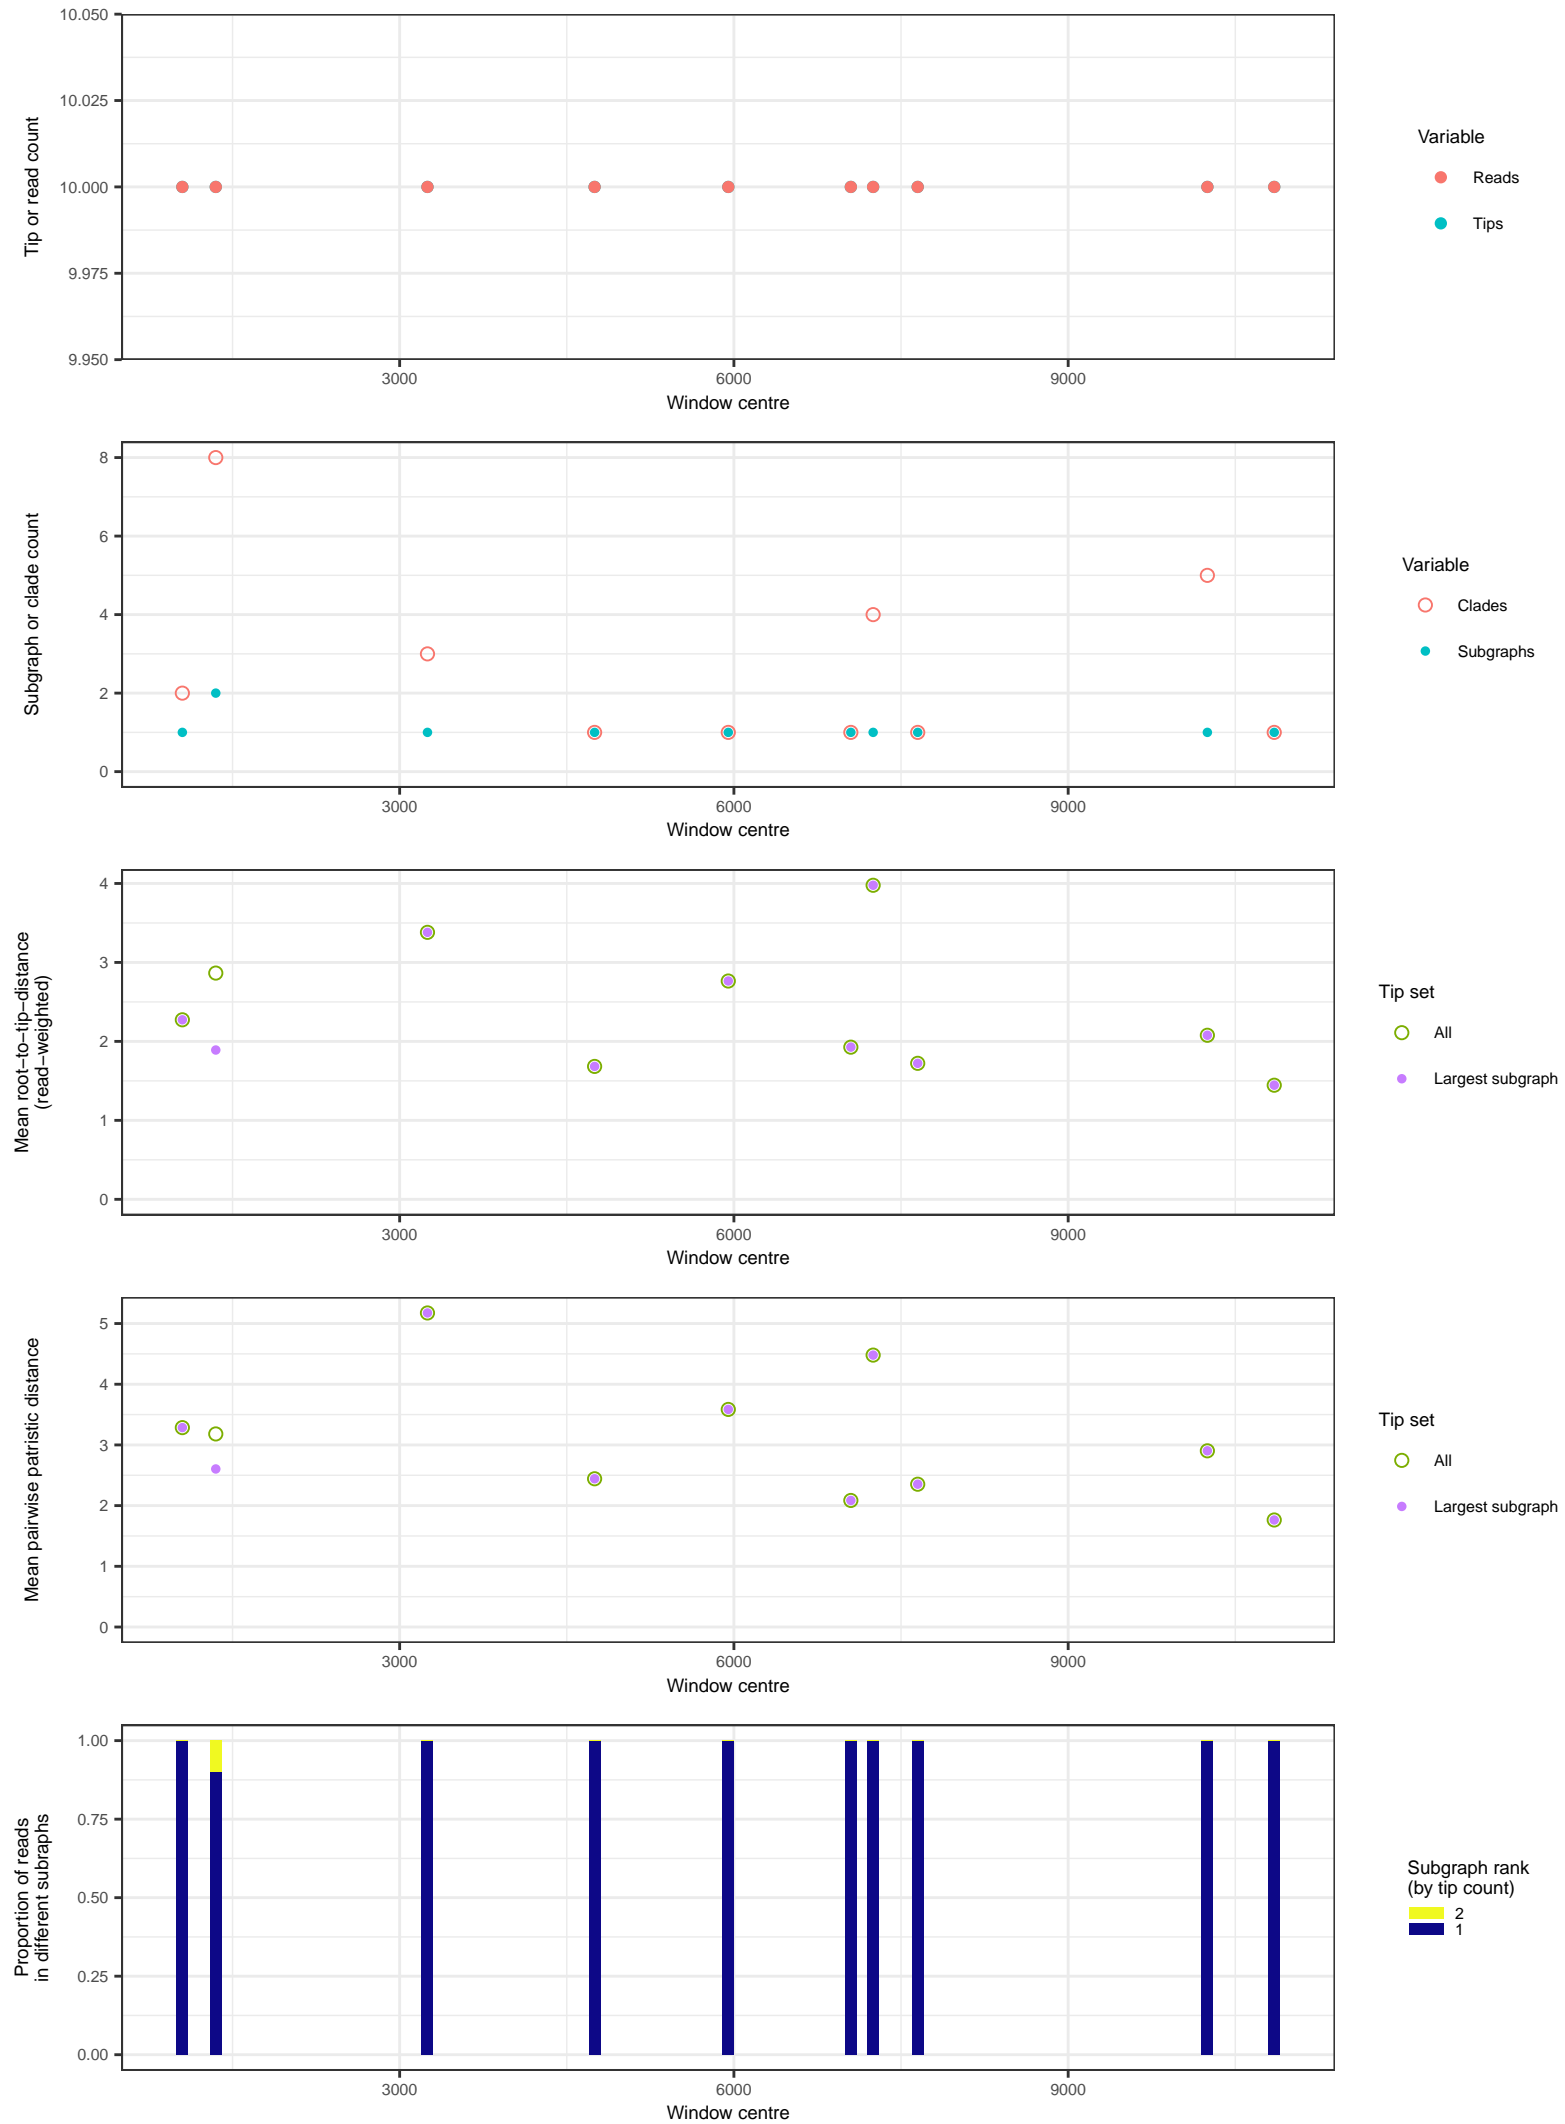 10.050
10.025
10.000
9.975
9.950
Tip or read count
3000
6000
9000
Window centre
Variable
Reads
Tips
8
6
4
2
0
Subgraph or clade count
3000
6000
9000
Window centre
Variable
Clades
Subgraphs
4
3
2
1
0
Mean root−to−tip−distance
(read−weighted)
3000
6000
9000
Window centre
Tip set
All
Largest subgraph
5
4
3
2
1
0
Mean pairwise patristic distance
3000
6000
9000
Window centre
Tip set
All
Largest subgraph
1.00
0.75
0.50
0.25
0.00
Proportion of reads
in different subraphs
3000
6000
9000
Window centre
Subgraph rank
(by tip count)
2
1